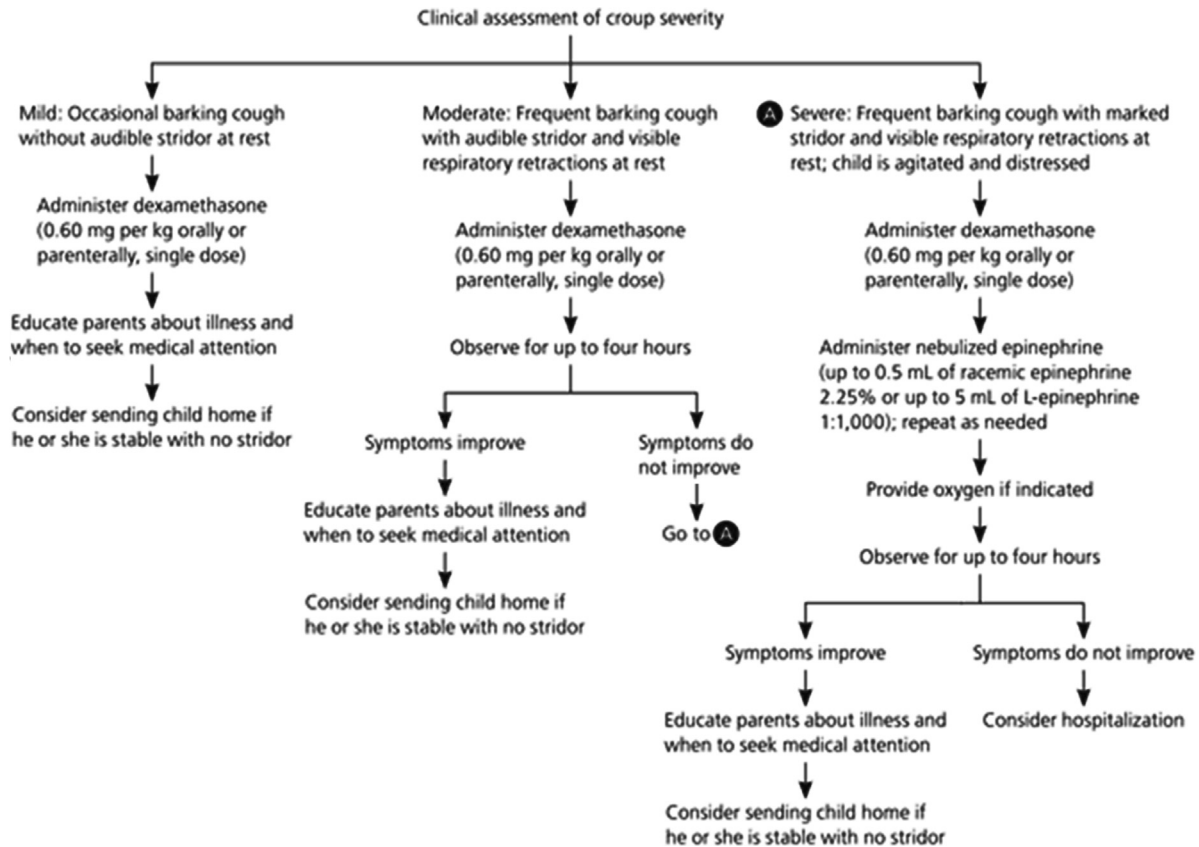 Clinical assessment of croup severity
Mild: Occasional barking cough
without audible stridor at rest
Administer dexamethasone
(0.60 mg per kg orally or
parenterally, single dose)
Educate parents about illness and
when to seek medical attention
Consider sending child home if
he or she is stable with no stridor
Moderate: Frequent barking cough
with audible stridor and visible
respiratory retractions at rest
Administer dexamethasone
(0.60 mg per kg orally or
parenterally, single dose)
Observe for up to four hours
Symptoms improve
Educate parents about illness and
when to seek medical attention
Consider sending child home if
he or she is stable with no stridor
Symptoms do
not improve
Go to A
A Severe: Frequent barking cough with marked
stridor and visible respiratory retractions at
rest; child is agitated and distressed
Administer dexamethasone
(0.60 mg per kg orally or
parenterally, single dose)
Administer nebulized epinephrine
(up to 0.5 mL of racemic epinephrine
2.25% or up to 5 mL of L-epinephrine
1:1,000); repeat as needed
Provide oxygen if indicated
Observe for up to four hours
Symptoms improve
Educate parents about illness and
when to seek medical attention
Consider sending child home if
he or she is stable with no stridor
Symptoms do not improve
Consider hospitalization